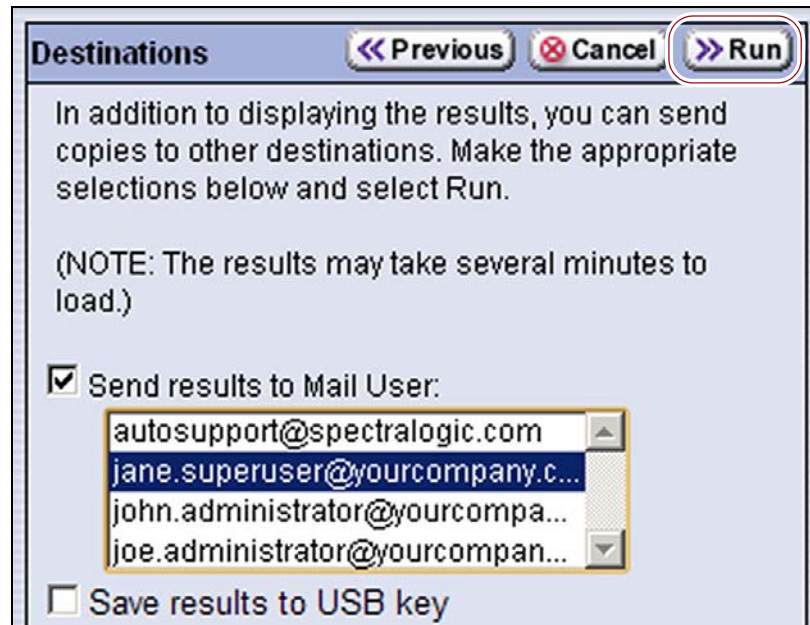 Destinations
Previous
Cancel
Run
In addition to displaying the results, you can send
copies to other destinations. Make the appropriate
selections below and select Run.
(NOTE: The results may take several minutes to
load.)
Send results to Mail User:
autosupport@spectralogic.com
jane.superuser@yourcompany.c...
john.administrator@yourcompa...
joe.administrator@yourcompan...
Save results to USB key